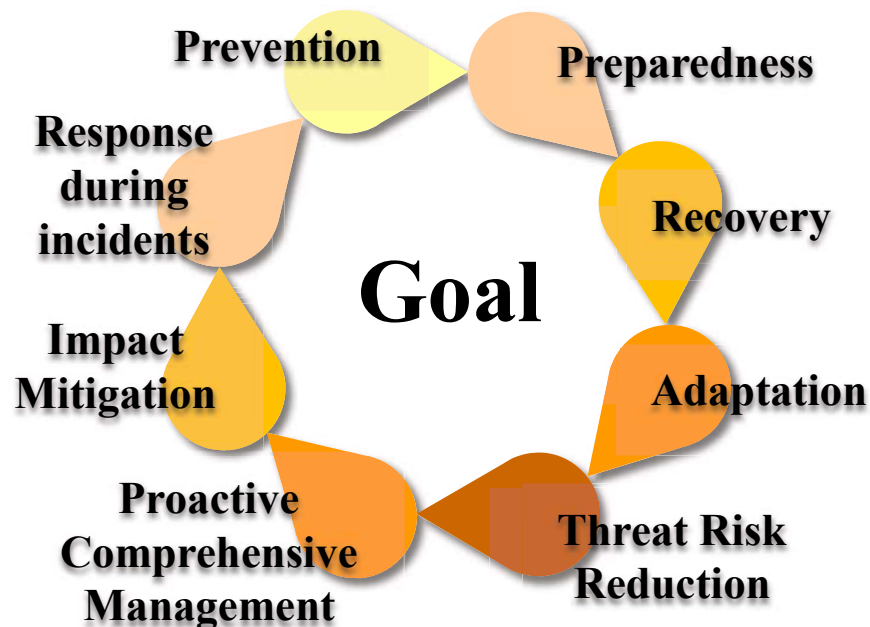 Prevention
Preparedness
Response
during
incidents
Recovery
Goal
Impact
Mitigation
Adaptation
Proactive
Comprehensive
Management
Threat Risk
Reduction